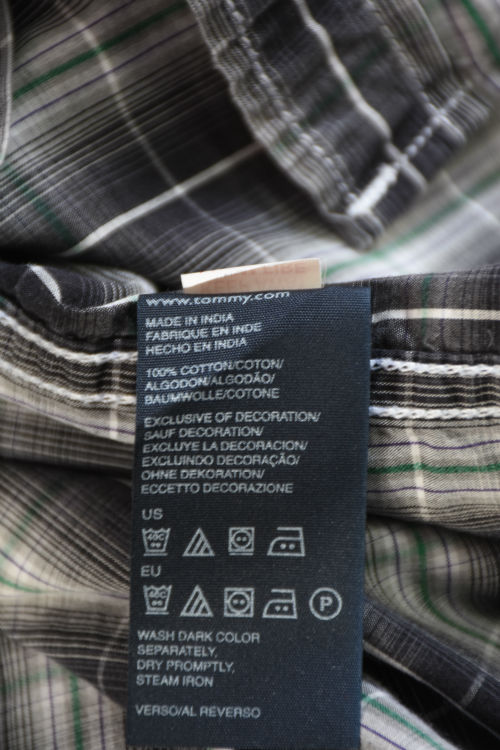 www.tommy.com
MADE IN INDIA
FABRIQUE EN INDE
HECHO EN INDIA
100% COTTON/COTON/
ALGODON/ALGODÃO/
BAUMWOLLE/COTONE
EXCLUSIVE OF DECORATION/
SAUF DECORATION/
EXCLUYE LA DECORACION/
EXCLUINDO DECORAÇÃO/
OHNE DEKORATION/
ECCETTO DECORAZIONE
US
40C
EU
40C P
WASH DARK COLOR
SEPARATELY,
DRY PROMPTLY,
STEAM IRON
VERSO/AL REVERSO